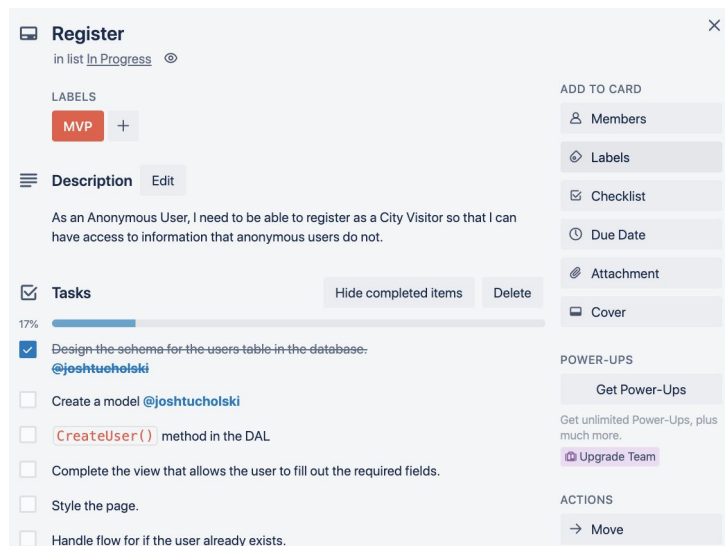 Register
in list In Progress
LABELS
MVP +
Description Edit
As an Anonymous User, I need to be able to register as a City Visitor so that I can
have access to information that anonymous users do not.
Tasks Hide completed items Delete
17%
Design the schema for the users table in the database.
@joshtucholski
Create a model @joshtucholski
CreateUser() method in the DAL
Complete the view that allows the user to fill out the required fields.
Style the page.
Handle flow for if the user already exists.
ADD TO CARD
Members
Labels
Checklist
Due Date
Attachment
Cover
POWER-UPS
Get Power-Ups
Get unlimited Power-Ups, plus
much more.
Upgrade Team
ACTIONS
→ Move